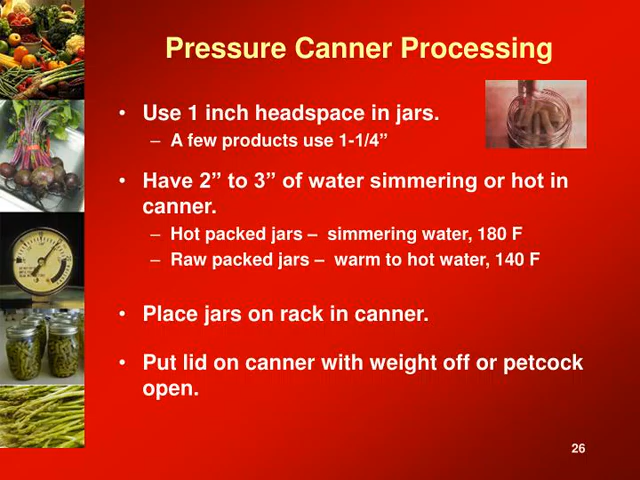 Pressure Canner Processing
• Use 1 inch headspace in jars.
– A few products use 1-1/4”
• Have 2” to 3” of water simmering or hot in
canner.
– Hot packed jars – simmering water, 180 F
– Raw packed jars – warm to hot water, 140 F
• Place jars on rack in canner.
• Put lid on canner with weight off or petcock
open.
26